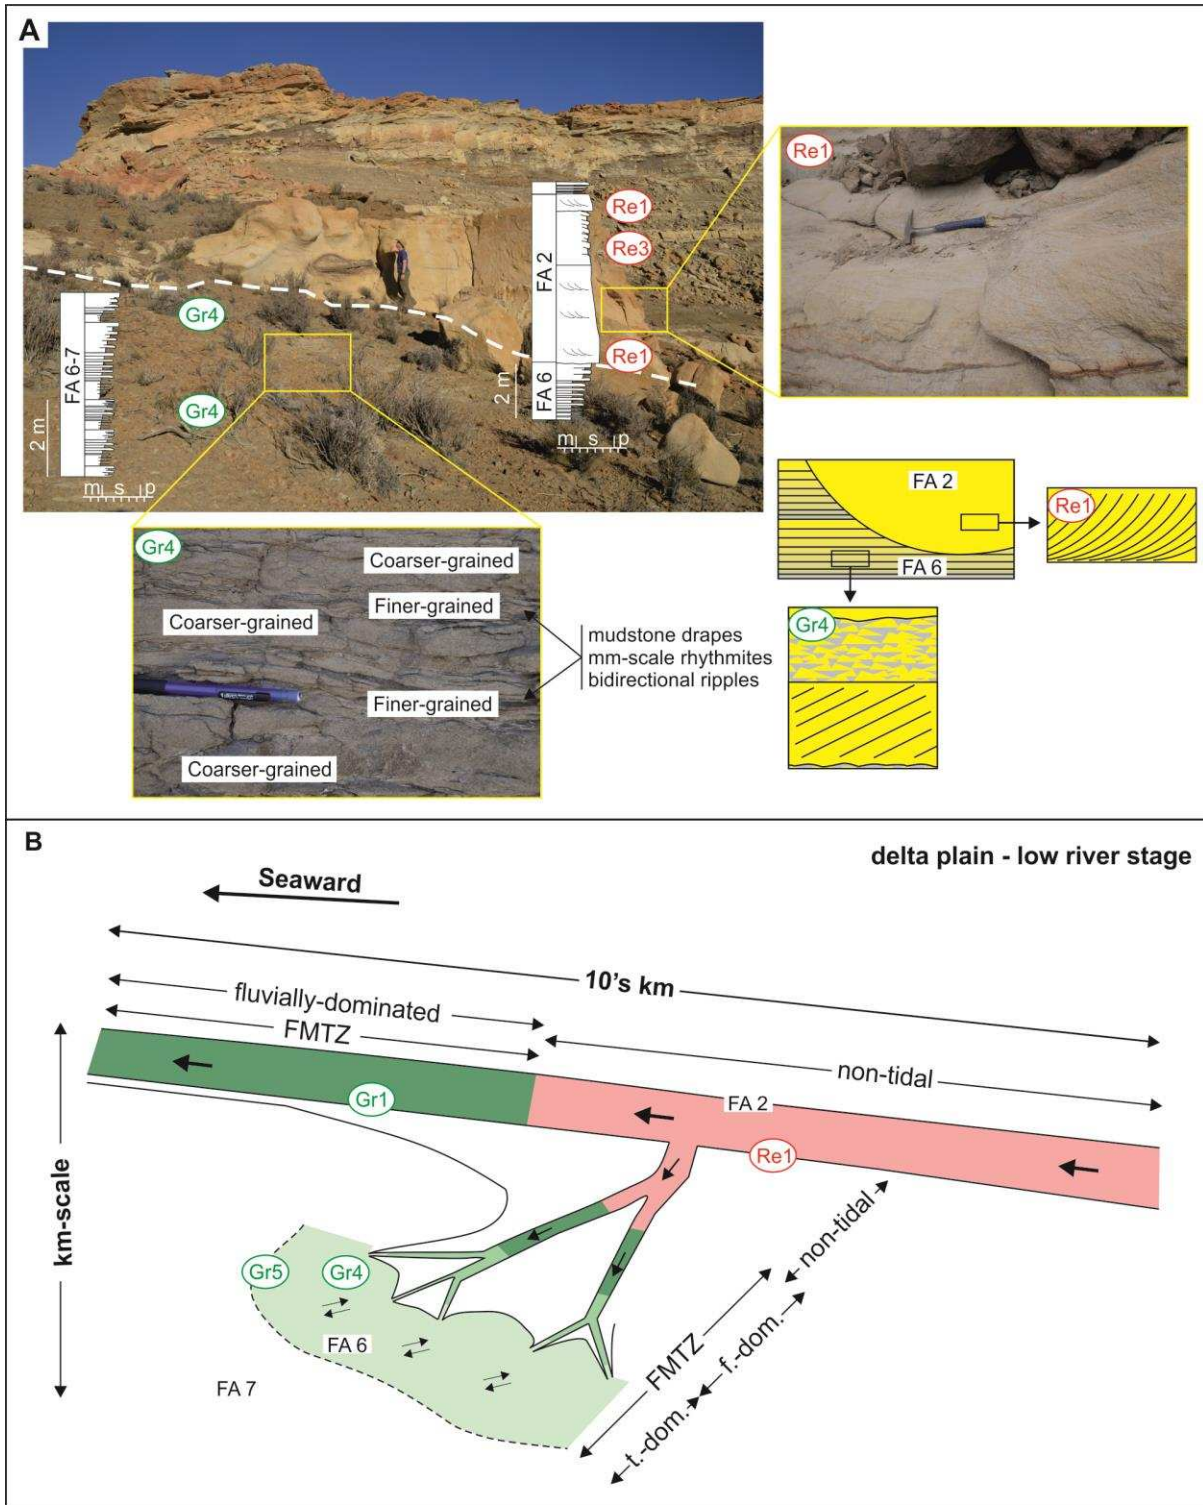 A
Re1
Re1
FA 2
Re3
Gr4
FA 6-7
Re1
FA 6
2 m
Gr4
2 m
m s p
m s p
FA 2
Re1
FA 6
Gr4
Coarser-grained
Finer-grained
Coarser-grained
mudstone drapes
mm-scale rhythmites
bidirectional ripples
Finer-grained
Coarser-grained
Gr4
B
delta plain - low river stage
Seaward
10's km
fluvially-dominated
FMTZ
non-tidal
FA 2
Gr1
Re1
km-scale
non-tidal
Gr5
Gr4
FA 6
FA 7
FMTZ
f.-dom.
t.-dom.